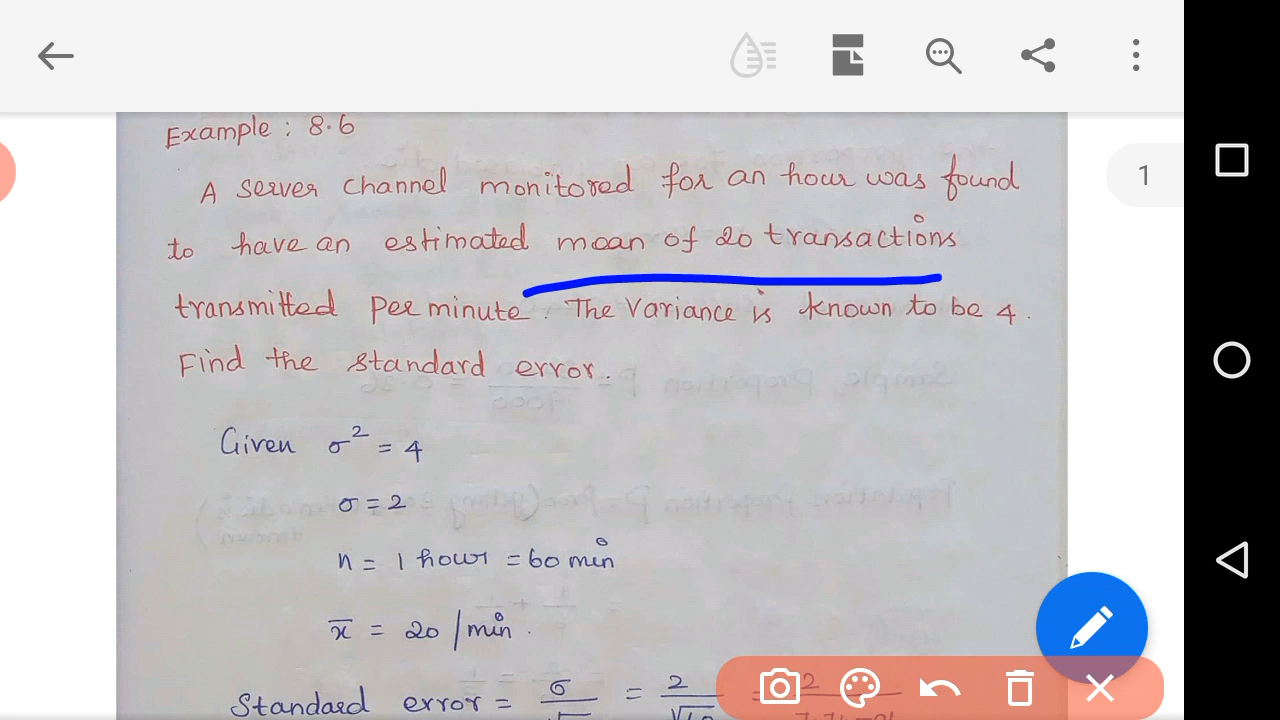 1
Example : 8.6
A server channel monitored for an hour was found
to have an estimated mean of 20 transactions
transmitted per minute. The variance is known to be 4.
Find the standard error.
Given σ² = 4
σ = 2
n = 1 hour = 60 min
x̄ = 20 /min.
Standard error = σ/√ = 2/√ = 2